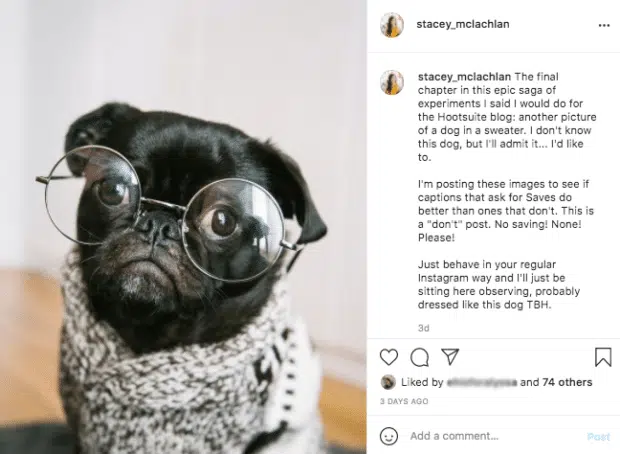 stacey_mclachlan
stacey_mclachlan The final
chapter in this epic saga of
experiments I said I would do for
the Hootsuite blog: another picture
of a dog in a sweater. I don't know
this dog, but I'll admit it... I'd like
to.
I'm posting these images to see if
captions that ask for Saves do
better than ones that don't. This is
a "don't" post. No saving! None!
Please!
Just behave in your regular
Instagram way and I'll just be
sitting here observing, probably
dressed like this dog TBH.
3d
Liked by and 74 others
3 DAYS AGO
Add a comment... Post